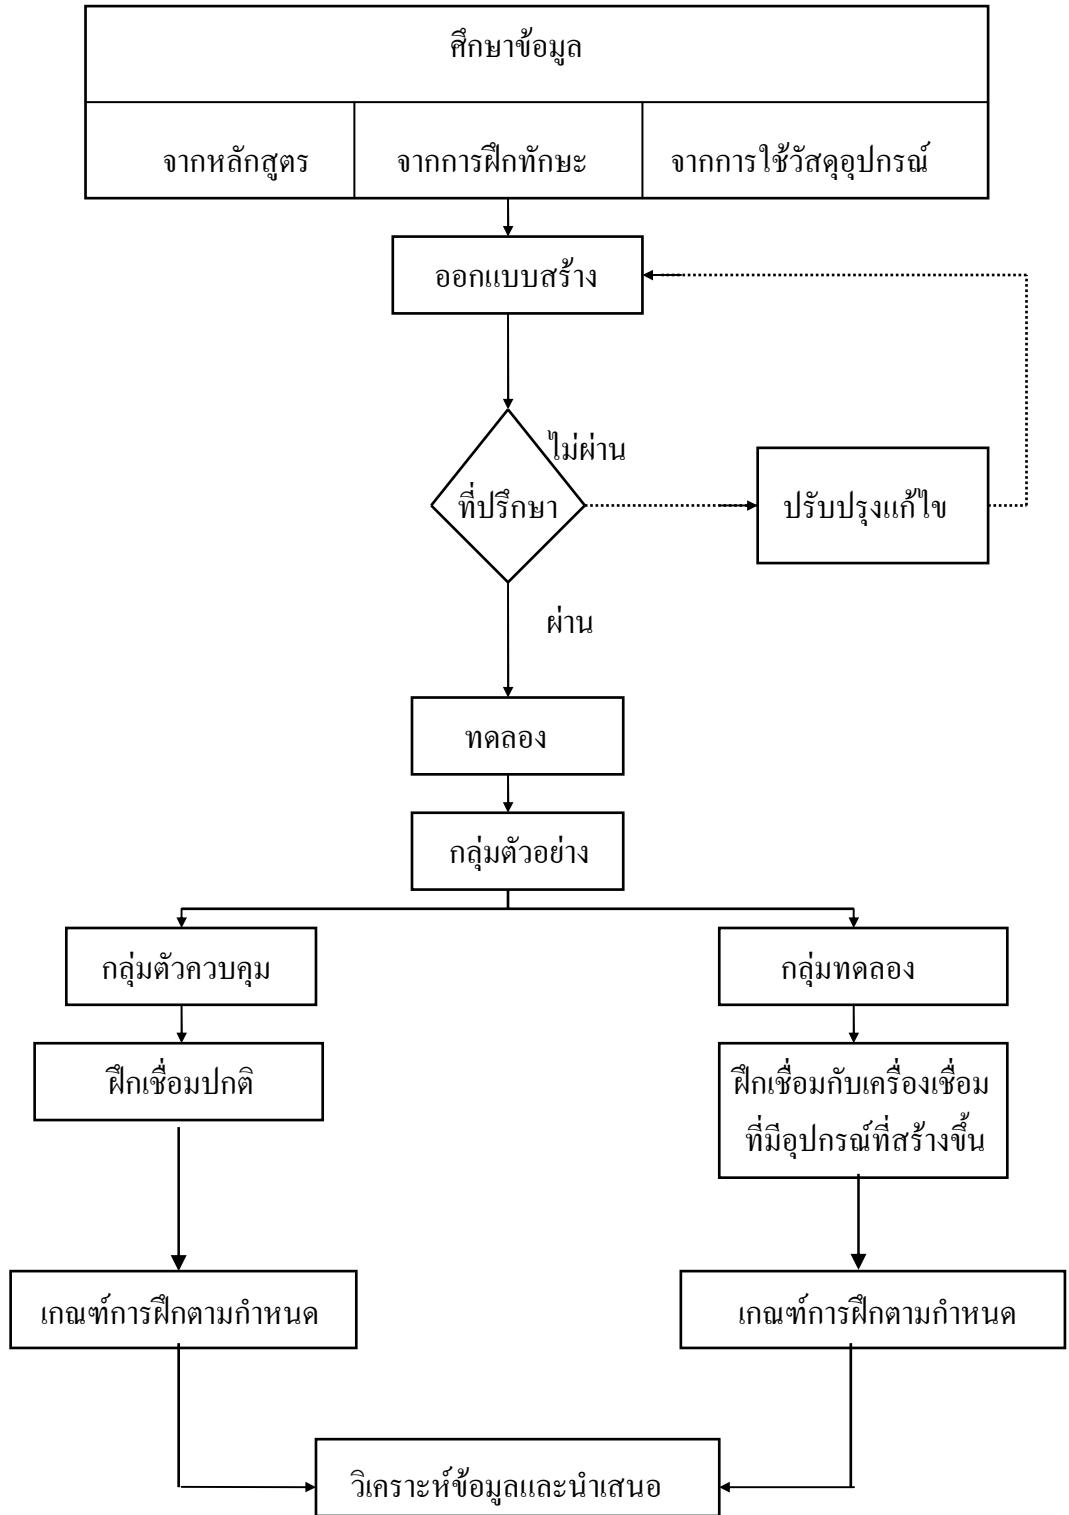 ศึกษาข้อมูล
จากหลักสูตร
จากการฝึกทักษะ
จากการใช้วัสดุอุปกรณ์
ออกแบบสร้าง
ไม่ผ่าน
ที่ปรึกษา
ปรับปรุงแก้ไข
ผ่าน
ทดลอง
กลุ่มตัวอย่าง
กลุ่มตัวควบคุม
กลุ่มทดลอง
ฝึกเชื่อมปกติ
ฝึกเชื่อมกับเครื่องเชื่อม
ที่มีอุปกรณ์ที่สร้างขึ้น
เกณฑ์การฝึกตามกำหนด
เกณฑ์การฝึกตามกำหนด
วิเคราะห์ข้อมูลและนำเสนอ